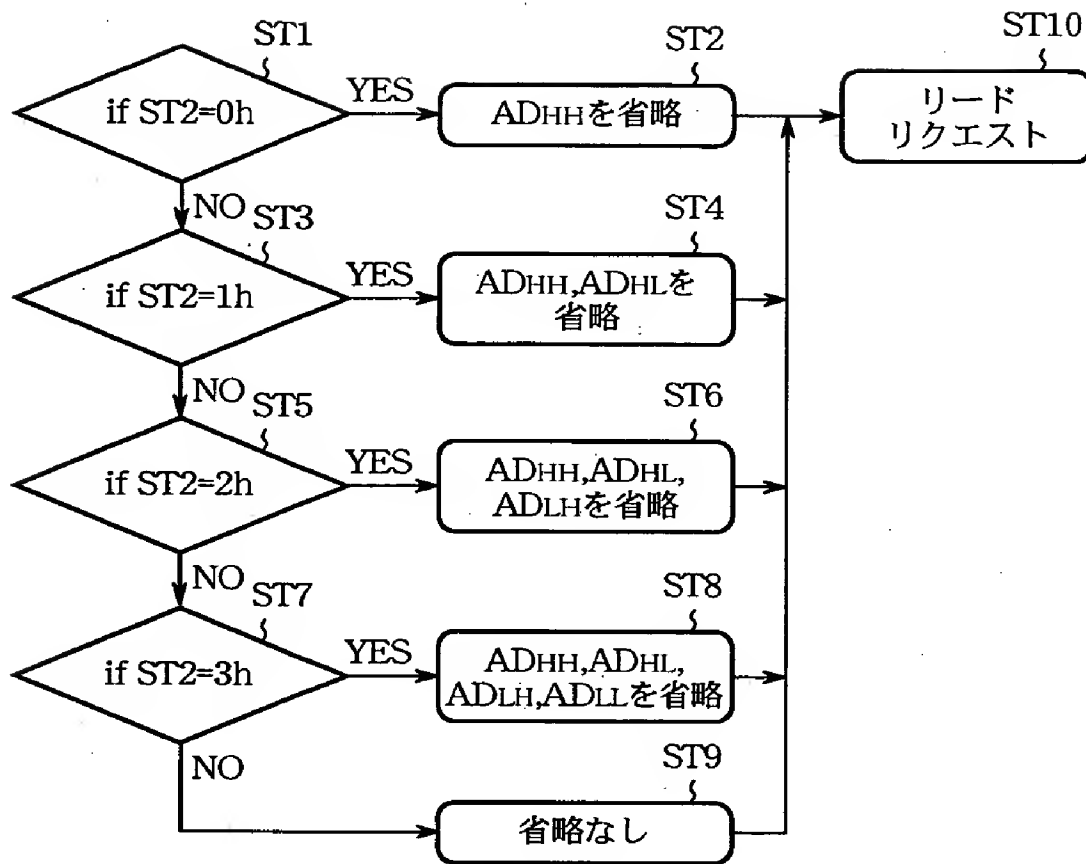 ST1
ST2
ST10
if ST2=0h
YES
ADHHを省略
リード
リクエスト
NO
ST3
ST4
if ST2=1h
YES
ADHH,ADHLを
省略
NO
ST5
ST6
if ST2=2h
YES
ADHH,ADHL,
ADLHを省略
NO
ST7
ST8
if ST2=3h
YES
ADHH,ADHL,
ADLH,ADLLを省略
NO
ST9
省略なし